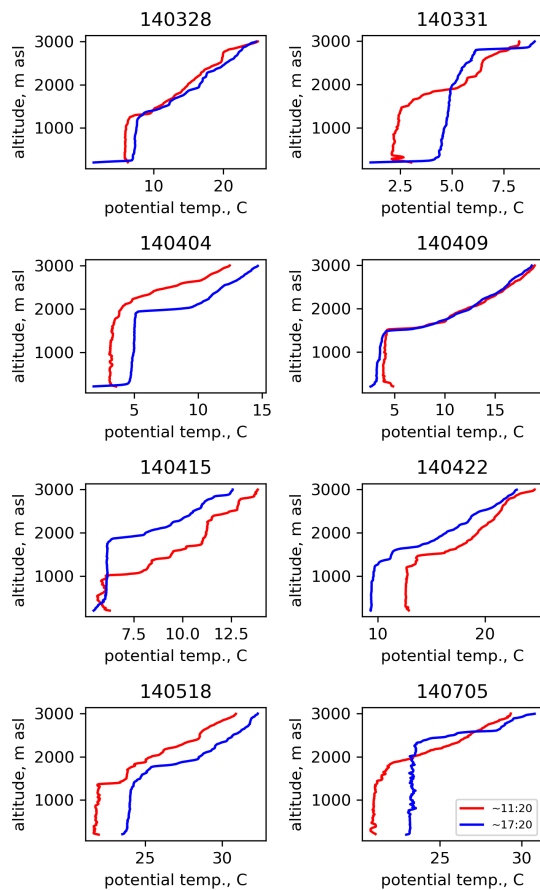 140328
3000
2000
1000
altitude, m asl
10 20
potential temp., C
140331
3000
2000
1000
altitude, m asl
2.5 5.0 7.5
potential temp., C
140404
3000
2000
1000
altitude, m asl
5 10 15
potential temp., C
140409
3000
2000
1000
altitude, m asl
5 10 15
potential temp., C
140415
3000
2000
1000
altitude, m asl
7.5 10.0 12.5
potential temp., C
140422
3000
2000
1000
altitude, m asl
10 20
potential temp., C
140518
3000
2000
1000
altitude, m asl
25 30
potential temp., C
140705
3000
2000
1000
altitude, m asl
~11:20
~17:20
25 30
potential temp., C